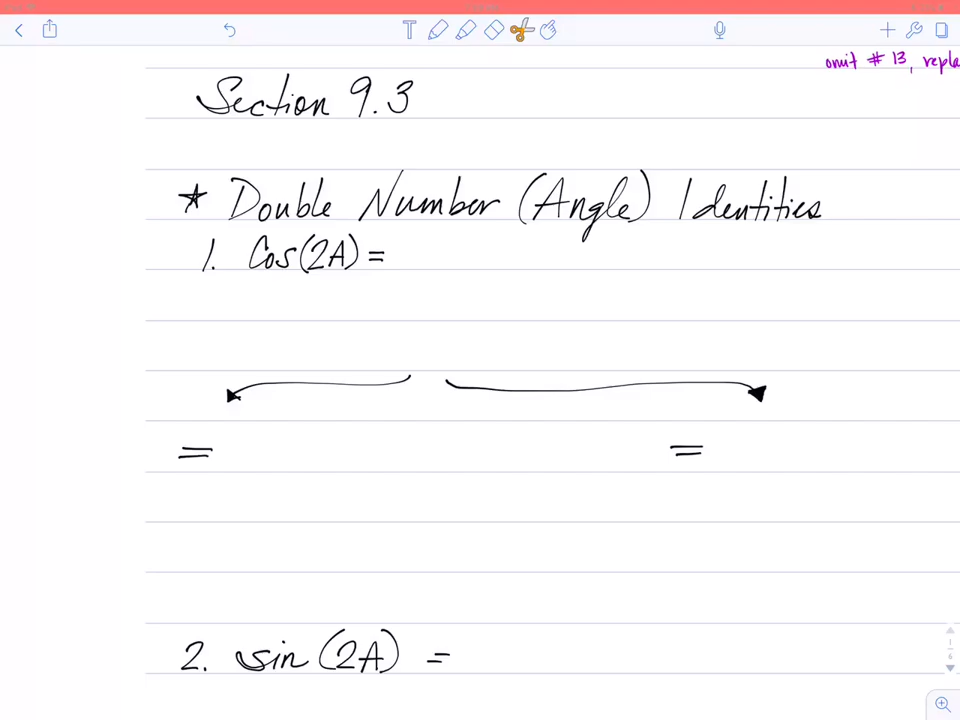 omit # 13, repla
Section 9.3
* Double Number (Angle) Identities
1. Cos(2A) =
= =
2. sin(2A) =